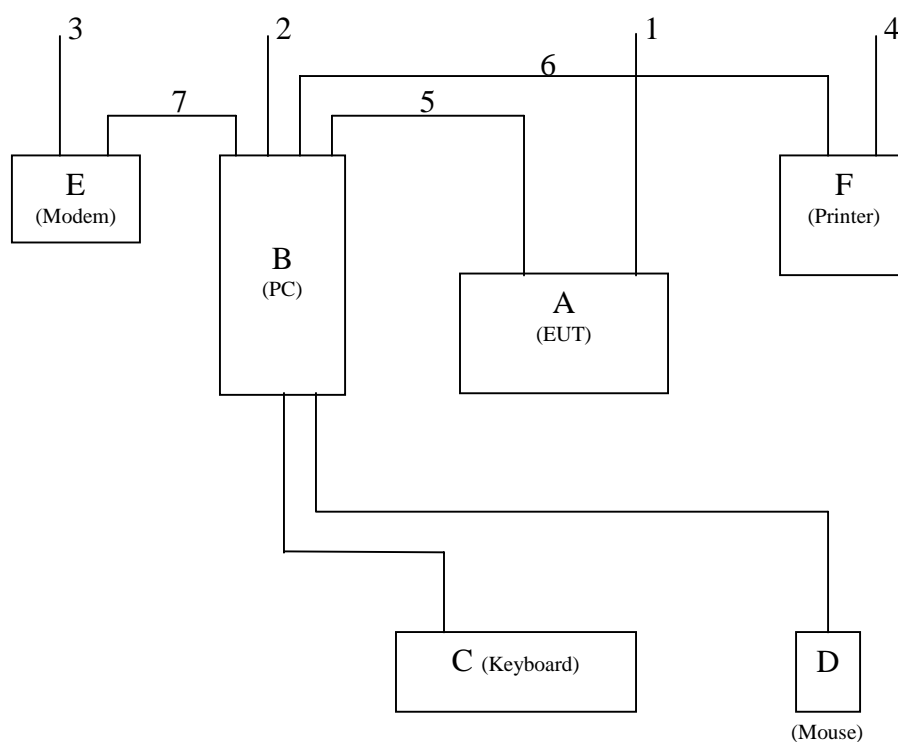 3
2
1
4
6
7
5
E
(Modem)
F
(Printer)
B
(PC)
A
(EUT)
C (Keyboard)
D
(Mouse)